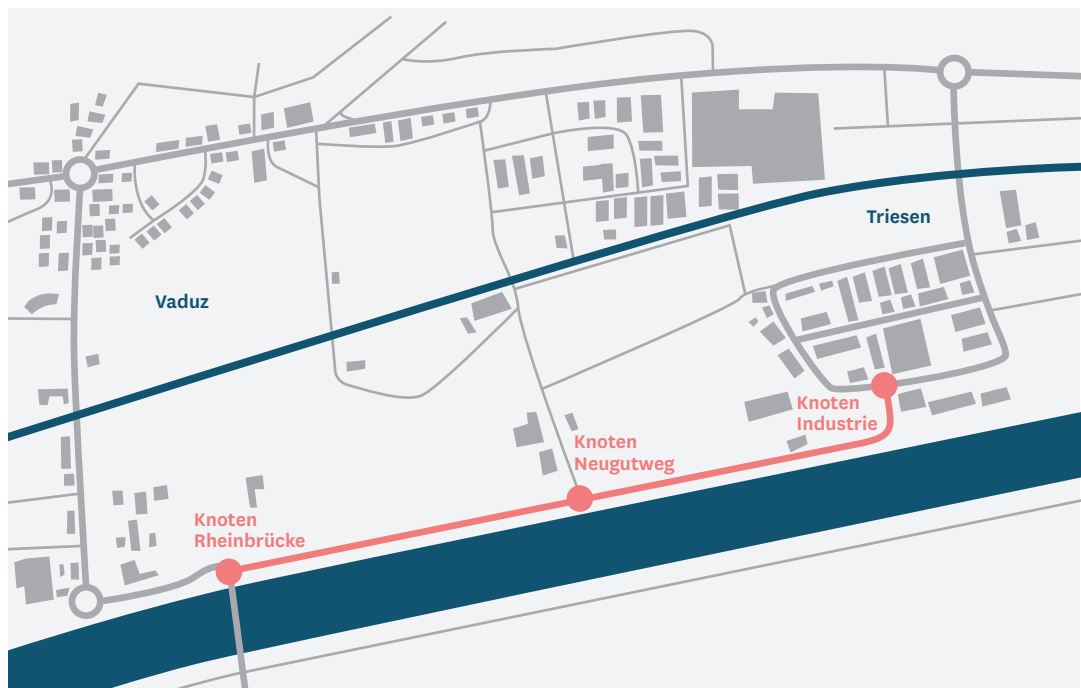 Triesen
Vaduz
Knoten
Industrie
Knoten
Neugutweg
Knoten
Rheinbrücke